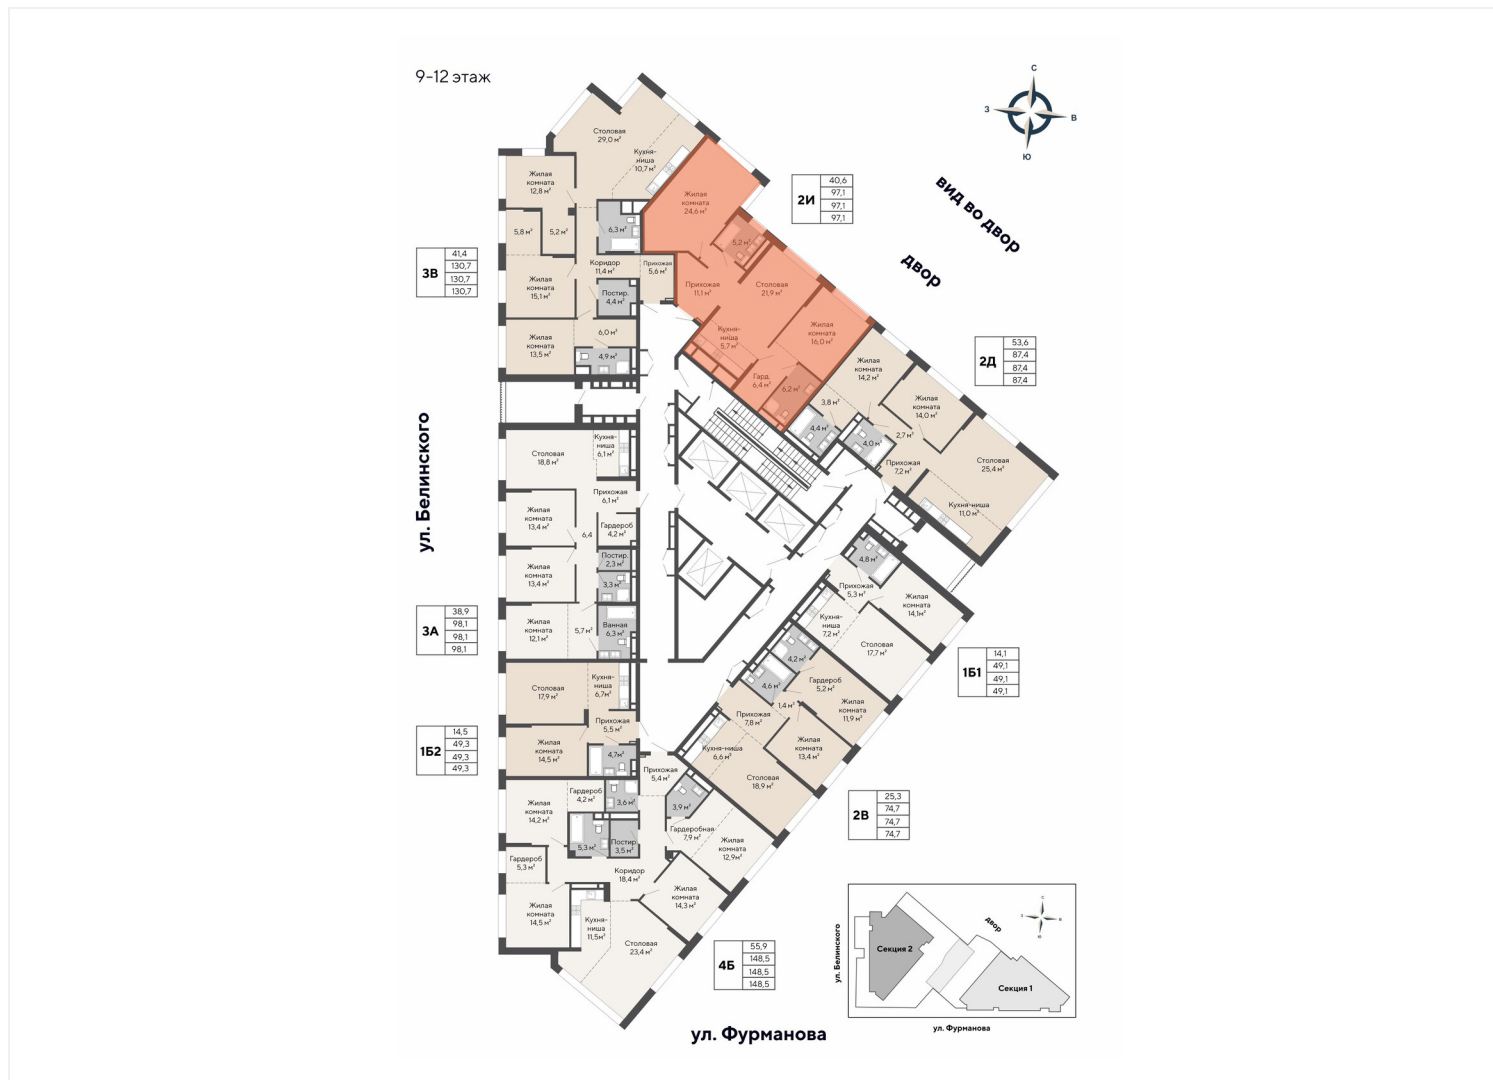 9-12 этаж
С
З
В
Ю
Столовая
29,0 м²
Кухня-
ниша
10,7 м²
Жилая
комната
12,8 м²
5,8 м²
5,2 м²
6,3 м²
Жилая
комната
24,6 м²
5,2 м²
2И
40,6
97,1
97,1
97,1
вид во двор
двор
3В
41,4
130,7
130,7
130,7
Коридор
11,4 м²
Прихожая
5,6 м²
Жилая
комната
15,1 м²
Постир.
4,4 м²
Прихожая
11,1 м²
Столовая
21,9 м²
Жилая
комната
13,5 м²
6,0 м²
4,9 м²
Кухня-
ниша
5,7 м²
Жилая
комната
16,0 м²
Гард.
6,4 м²
6,2 м²
2Д
53,6
87,4
87,4
87,4
Жилая
комната
14,2 м²
3,8 м²
4,4 м²
4,0 м²
Жилая
комната
14,0 м²
2,7 м²
Прихожая
7,2 м²
Столовая
25,4 м²
Кухня-ниша
11,0 м²
ул. Белинского
Столовая
18,8 м²
Кухня-
ниша
6,1 м²
Прихожая
6,1 м²
Жилая
комната
13,4 м²
6,4
Гардероб
4,2 м²
Жилая
комната
13,4 м²
Постир.
2,3 м²
3,3 м²
3А
38,9
98,1
98,1
98,1
Жилая
комната
12,1 м²
5,7 м²
Ванная
6,3 м²
4,8 м²
Прихожая
5,3 м²
Жилая
комната
14,1м²
Кухня-
ниша
7,2 м²
Столовая
17,7 м²
1Б1
14,1
49,1
49,1
49,1
Столовая
17,9 м²
Кухня-
ниша
6,7м²
1Б2
14,5
49,3
49,3
49,3
Прихожая
5,5 м²
Жилая
комната
14,5 м²
4,7м²
4,2 м²
4,6 м²
Гардероб
5,2 м²
1,4 м²
Жилая
комната
11,9 м²
Прихожая
7,8 м²
Жилая
комната
13,4 м²
Кухня-ниша
6,6 м²
Столовая
18,9 м²
2В
25,3
74,7
74,7
74,7
Прихожая
5,4 м²
Гардероб
4,2 м²
3,6 м²
3,9 м²
Жилая
комната
14,2 м²
5,3 м²
Постир.
3,5 м²
Гардеробная
7,9 м²
Жилая
комната
12,9м²
Гардероб
5,3 м²
Коридор
18,4 м²
Жилая
комната
14,3 м²
Жилая
комната
14,5 м²
Кухня-
ниша
11,5м²
Столовая
23,4 м²
4Б
55,9
148,5
148,5
148,5
ул. Фурманова
ул. Белинского
Секция 2
двор
С
З
В
Ю
Секция 1
ул. Фурманова